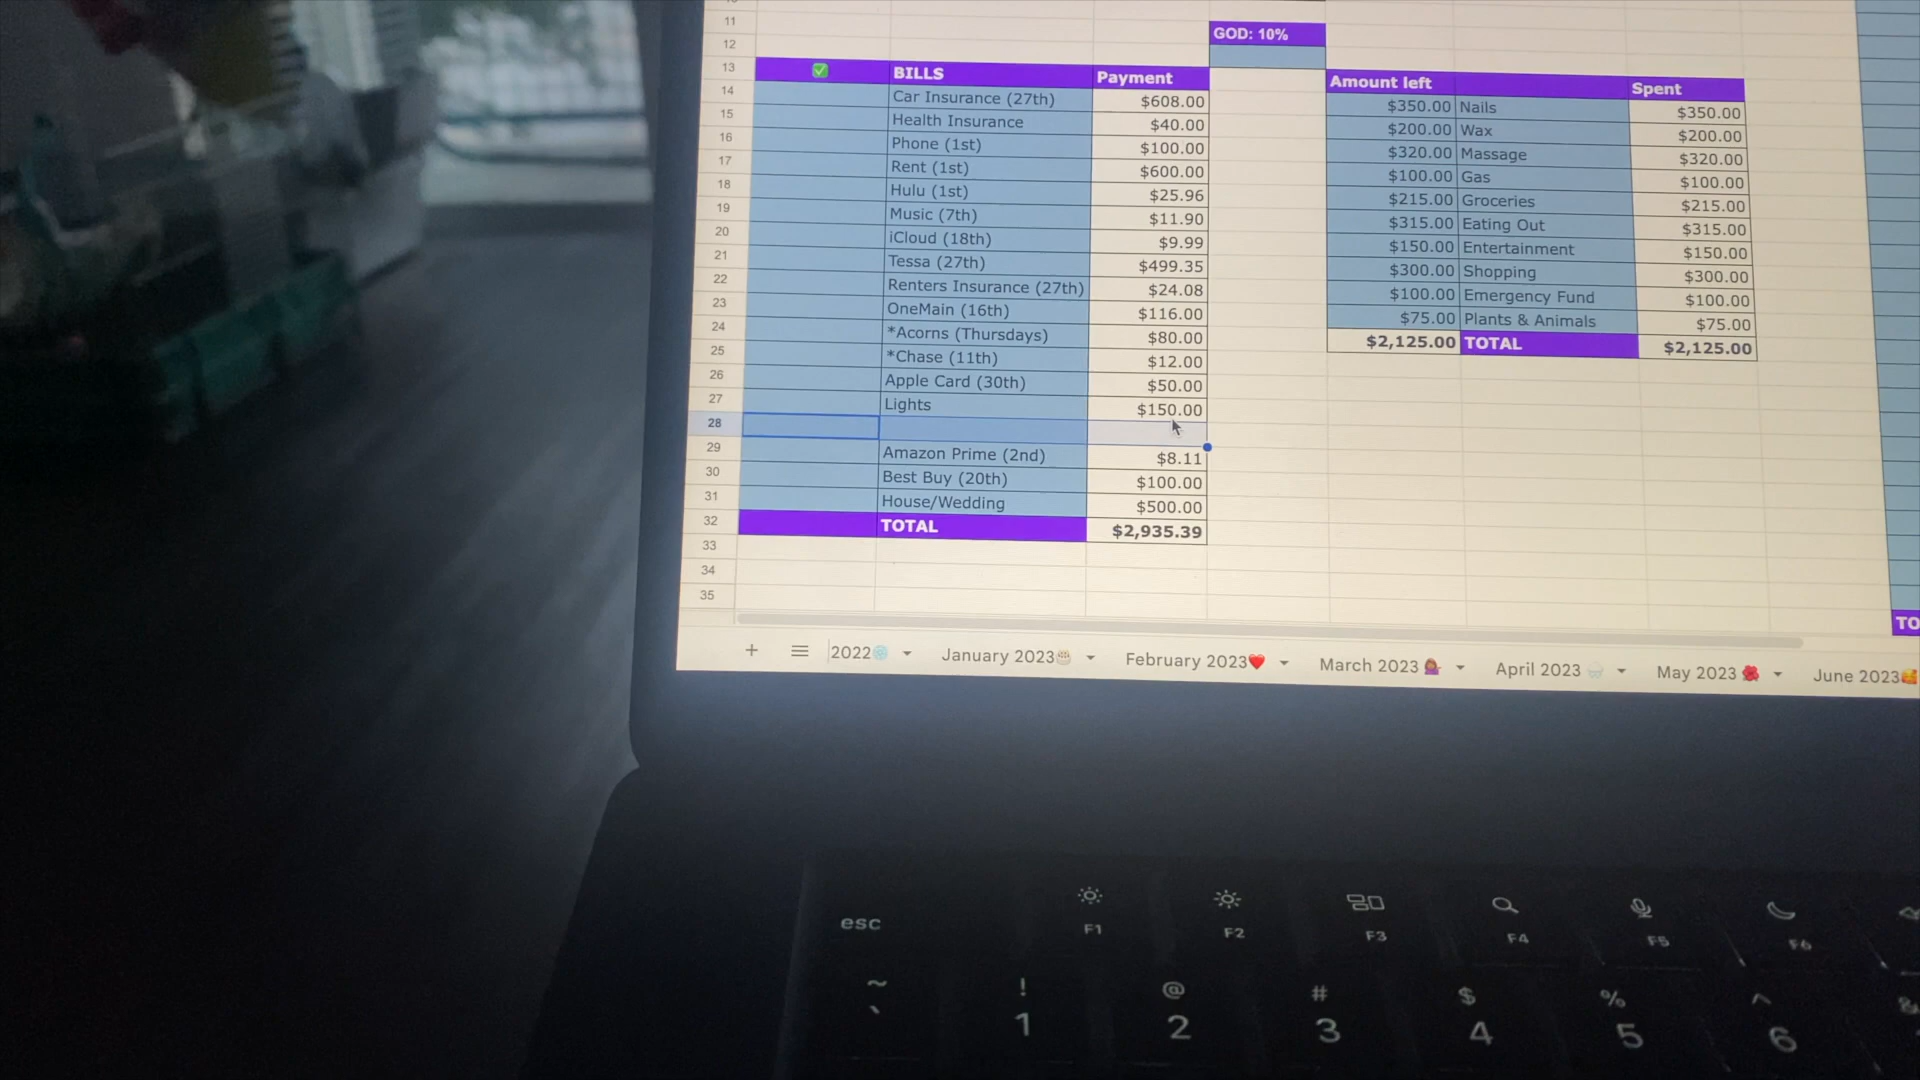 11
12 GOD: 10%
13 ✅ BILLS Payment
14 Car Insurance (27th) $608.00
15 Health Insurance $40.00
16 Phone (1st) $100.00
17 Rent (1st) $600.00
18 Hulu (1st) $25.96
19 Music (7th) $11.90
20 iCloud (18th) $9.99
21 Tessa (27th) $499.35
22 Renters Insurance (27th) $24.08
23 OneMain (16th) $116.00
24 *Acorns (Thursdays) $80.00
25 *Chase (11th) $12.00
26 Apple Card (30th) $50.00
27 Lights $150.00
28
29 Amazon Prime (2nd) $8.11
30 Best Buy (20th) $100.00
31 House/Wedding $500.00
32 TOTAL $2,935.39
33
34
35
Amount left Spent
$350.00 Nails $350.00
$200.00 Wax $200.00
$320.00 Massage $320.00
$100.00 Gas $100.00
$215.00 Groceries $215.00
$315.00 Eating Out $315.00
$150.00 Entertainment $150.00
$300.00 Shopping $300.00
$100.00 Emergency Fund $100.00
$75.00 Plants & Animals $75.00
$2,125.00 TOTAL $2,125.00
TO
+ 2022 January 2023 February 2023❤️ March 2023 April 2023 May 2023🌺 June 2023🥰
esc F1 F2 F3 F4 F5 F6
~ ! @ # $ % ^ &
` 1 2 3 4 5 6